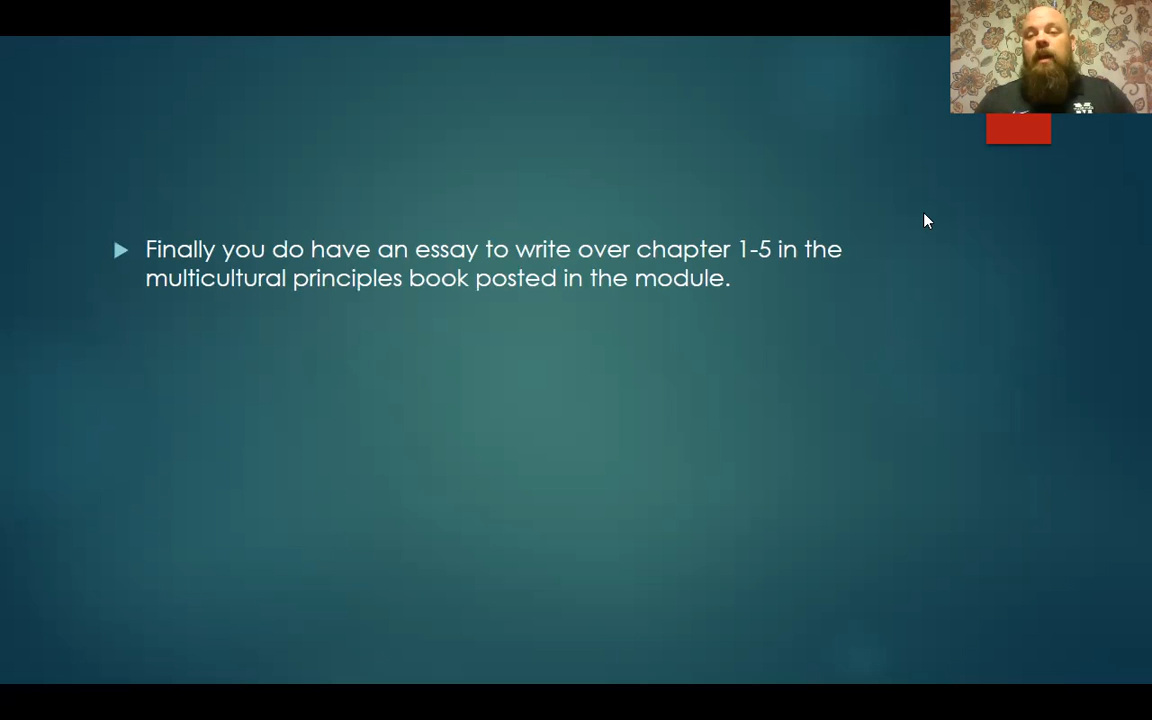 Finally you do have an essay to write over chapter 1-5 in the
multicultural principles book posted in the module.